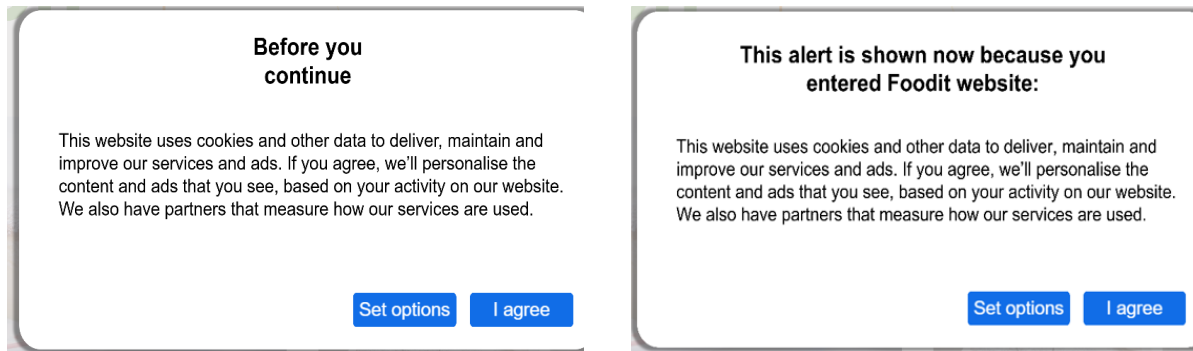 Before you
continue
This website uses cookies and other data to deliver, maintain and
improve our services and ads. If you agree, we’ll personalise the
content and ads that you see, based on your activity on our website.
We also have partners that measure how our services are used.
Set options
I agree
This alert is shown now because you
entered Foodit website:
This website uses cookies and other data to deliver, maintain and
improve our services and ads. If you agree, we’ll personalise the
content and ads that you see, based on your activity on our website.
We also have partners that measure how our services are used.
Set options
I agree